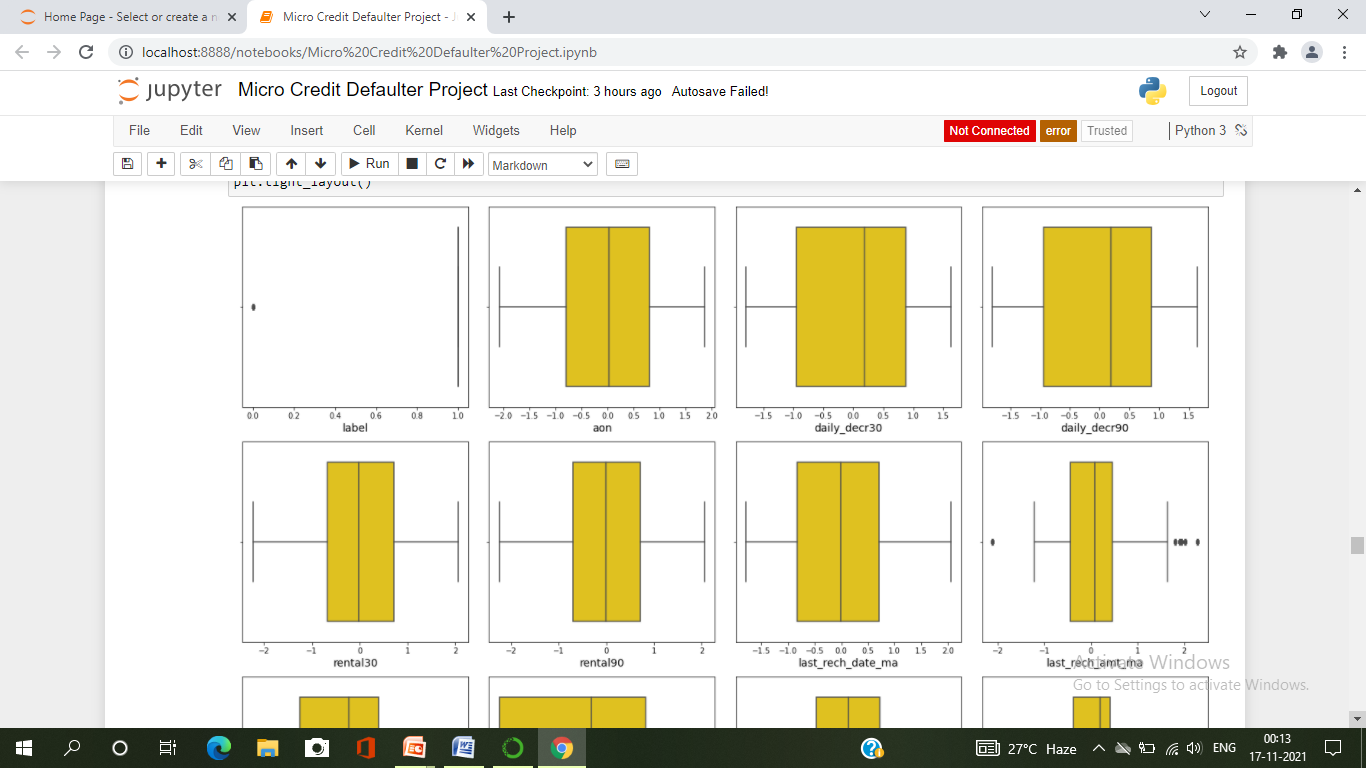 Home Page - Select or create a n
Micro Credit Defaulter Project - J
localhost:8888/notebooks/Micro%20Credit%20Defaulter%20Project.ipynb
jupyter Micro Credit Defaulter Project Last Checkpoint: 3 hours ago Autosave Failed!
Logout
File Edit View Insert Cell Kernel Widgets Help
Not Connected error Trusted Python 3
Run Markdown
plt.tight_layout()
0.0 0.2 0.4 0.6 0.8 1.0
label
−2.0 −1.5 −1.0 −0.5 0.0 0.5 1.0 1.5 2.0
aon
−1.5 −1.0 −0.5 0.0 0.5 1.0 1.5
daily_decr30
−1.5 −1.0 −0.5 0.0 0.5 1.0 1.5
daily_decr90
−2 −1 0 1 2
rental30
−2 −1 0 1 2
rental90
−1.5 −1.0 −0.5 0.0 0.5 1.0 1.5 2.0
last_rech_date_ma
−2 −1 0 1 2
last_rech_amt_ma
Activate Windows
Go to Settings to activate Windows.
27°C Haze
ENG
00:13
17-11-2021